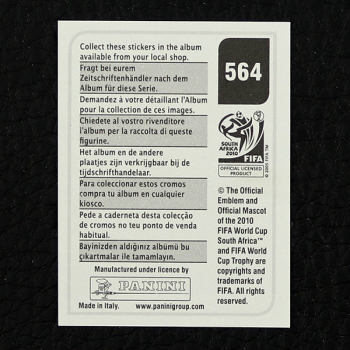 Collect these stickers in the album
available from your local shop.
Fragt bei eurem
Zeitschriftenhändler nach dem
Album für diese Serie.
Demandez à votre détaillant l'Album
pour la collection de ces images.
Chiedete al vostro rivenditore
l'album per la raccolta di queste
figurine.
Het album en de andere
plaatjes zijn verkrijgbaar bij de
tijdschrifthandelaar.
Para coleccionar estos cromos
compra tu álbum en cualquier
kiosco.
Pede a caderneta desta colecção
de cromos no teu ponto de venda
habitual.
Bayinizden aldığınız albümü bu
çıkartmalar ile tamamlayın.
Manufactured under licence by
PANINI
Made in Italy. www.paninigroup.com
564
SOUTH AFRICA
2010
FIFA
OFFICIAL LICENSED
PRODUCT
© 2005 FIFA TM
© The Official
Emblem and
Official Mascot
of the 2010
FIFA World Cup
South Africa™
and FIFA World
Cup Trophy are
copyrights and
trademarks of
FIFA. All rights
reserved.